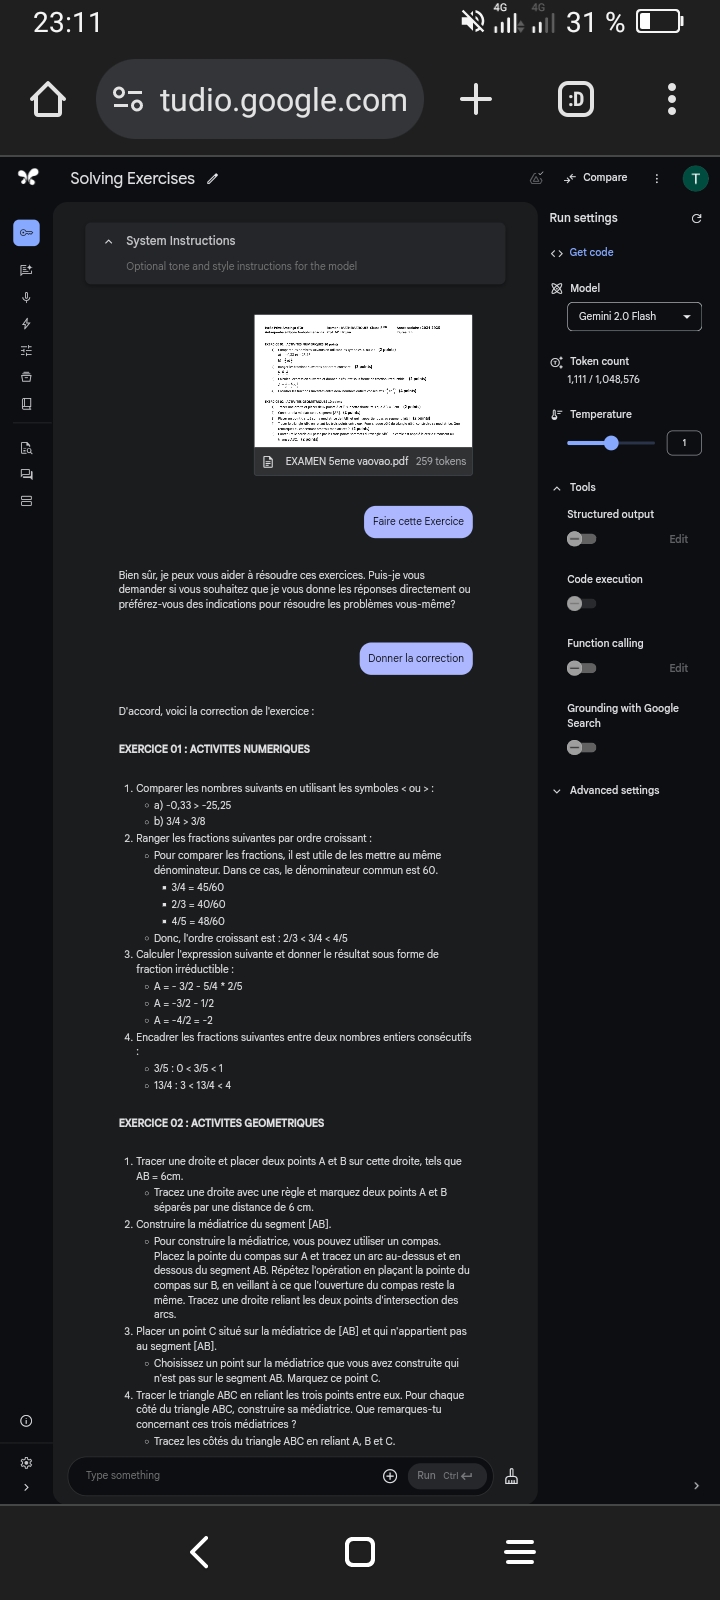 23:11
4G 4G 31 %
tudio.google.com
:D
Solving Exercises
Compare
T
System Instructions
Optional tone and style instructions for the model
EXAMEN 5eme vaovao.pdf 259 tokens
Faire cette Exercice
Bien sûr, je peux vous aider à résoudre ces exercices. Puis-je vous
demander si vous souhaitez que je vous donne les réponses directement ou
préférez-vous des indications pour résoudre les problèmes vous-même?
Donner la correction
D'accord, voici la correction de l'exercice :
EXERCICE 01 : ACTIVITES NUMERIQUES
1. Comparer les nombres suivants en utilisant les symboles < ou > :
a) -0,33 > -25,25
b) 3/4 > 3/8
2. Ranger les fractions suivantes par ordre croissant :
Pour comparer les fractions, il est utile de les mettre au même
dénominateur. Dans ce cas, le dénominateur commun est 60.
3/4 = 45/60
2/3 = 40/60
4/5 = 48/60
Donc, l'ordre croissant est : 2/3 < 3/4 < 4/5
3. Calculer l'expression suivante et donner le résultat sous forme de
fraction irréductible :
A = - 3/2 - 5/4 * 2/5
A = -3/2 - 1/2
A = -4/2 = -2
4. Encadrer les fractions suivantes entre deux nombres entiers consécutifs
:
3/5 : 0 < 3/5 < 1
13/4 : 3 < 13/4 < 4
EXERCICE 02 : ACTIVITES GEOMETRIQUES
1. Tracer une droite et placer deux points A et B sur cette droite, tels que
AB = 6cm.
Tracez une droite avec une règle et marquez deux points A et B
séparés par une distance de 6 cm.
2. Construire la médiatrice du segment [AB].
Pour construire la médiatrice, vous pouvez utiliser un compas.
Placez la pointe du compas sur A et tracez un arc au-dessus et en
dessous du segment AB. Répétez l'opération en plaçant la pointe du
compas sur B, en veillant à ce que l'ouverture du compas reste la
même. Tracez une droite reliant les deux points d'intersection des
arcs.
3. Placer un point C situé sur la médiatrice de [AB] et qui n'appartient pas
au segment [AB].
Choisissez un point sur la médiatrice que vous avez construite qui
n'est pas sur le segment AB. Marquez ce point C.
4. Tracer le triangle ABC en reliant les trois points entre eux. Pour chaque
côté du triangle ABC, construire sa médiatrice. Que remarques-tu
concernant ces trois médiatrices ?
Tracez les côtés du triangle ABC en reliant A, B et C.
Type something
Run Ctrl
Run settings
Get code
Model
Gemini 2.0 Flash
Token count
1,111 / 1,048,576
Temperature
1
Tools
Structured output
Edit
Code execution
Function calling
Edit
Grounding with Google
Search
Advanced settings